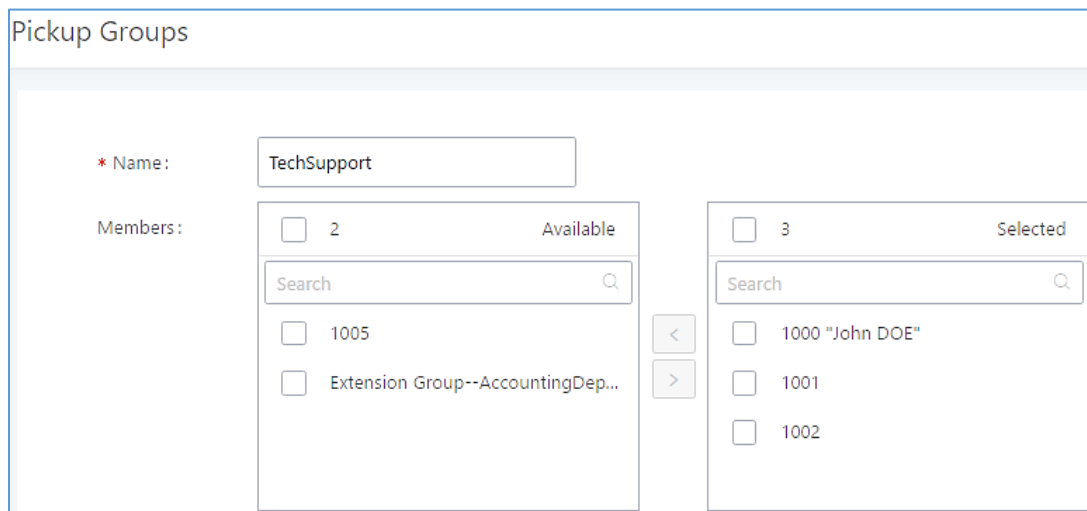 Pickup Groups
* Name: TechSupport
Members: 2 Available 3 Selected
Search Search
1005 < 1000 "John DOE"
Extension Group--AccountingDep... > 1001
1002